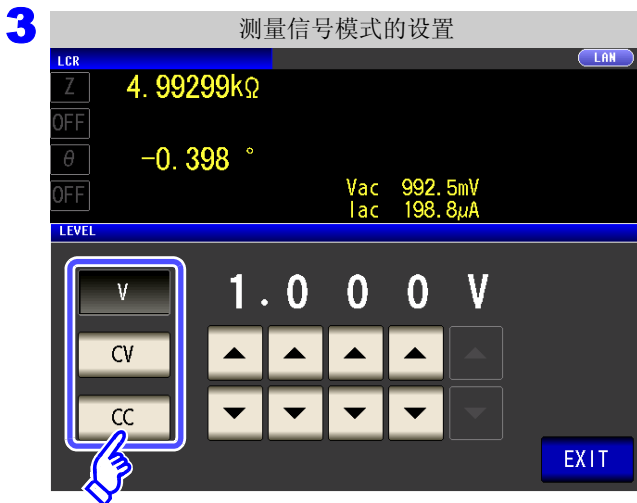 3
测量信号模式的设置
LCR
LAN
Z
4.99299kΩ
OFF
θ
-0.398 °
OFF
Vac 992.5mV
Iac 198.8μA
LEVEL
V
1.000 V
CV
CC
EXIT